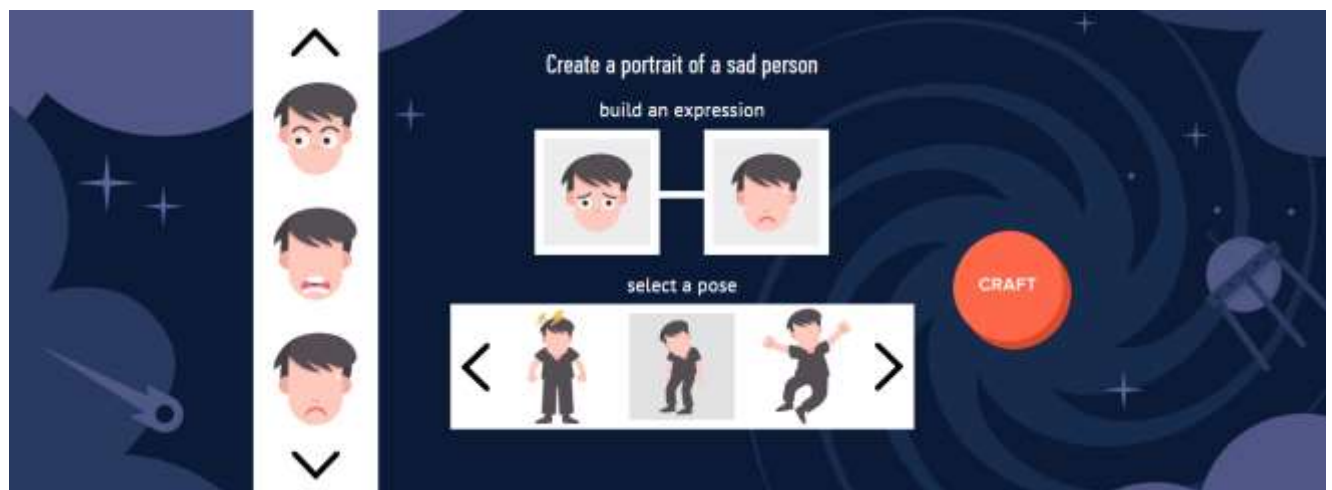 Create a portrait of a sad person
build an expression
select a pose
CRAFT